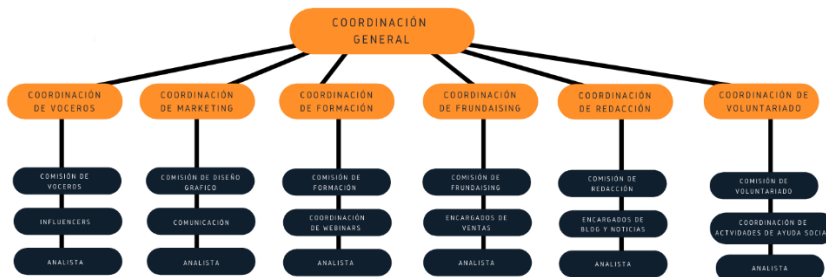 COORDINACIÓN
GENERAL
COORDINACIÓN
DE VOCEROS
COORDINACIÓN
DE MARKETING
COORDINACIÓN
DE FORMACIÓN
COORDINACIÓN
DE FRUNDAISING
COORDINACIÓN
DE REDACCIÓN
COORDINACIÓN DE
VOLUNTARIADO
COMISIÓN DE
VOCEROS
COMISIÓN DE DISEÑO
GRAFICO
COMISIÓN DE
FORMACIÓN
COMISIÓN DE
FRUNDAISING
COMISIÓN DE
REDACCIÓN
COMISIÓN DE
VOLUNTARIADO
INFLUENCERS
COMUNICACIÓN
COORDINACIÓN
DE WEBINARS
ENCARGADOS DE
VENTAS
ENCARGADOS DE
BLOG Y NOTICIAS
COORDINACIÓN DE
ACTVIDADES DE AYUDA SOCIAL
ANALISTA
ANALISTA
ANALISTA
ANALISTA
ANALISTA
ANALISTA